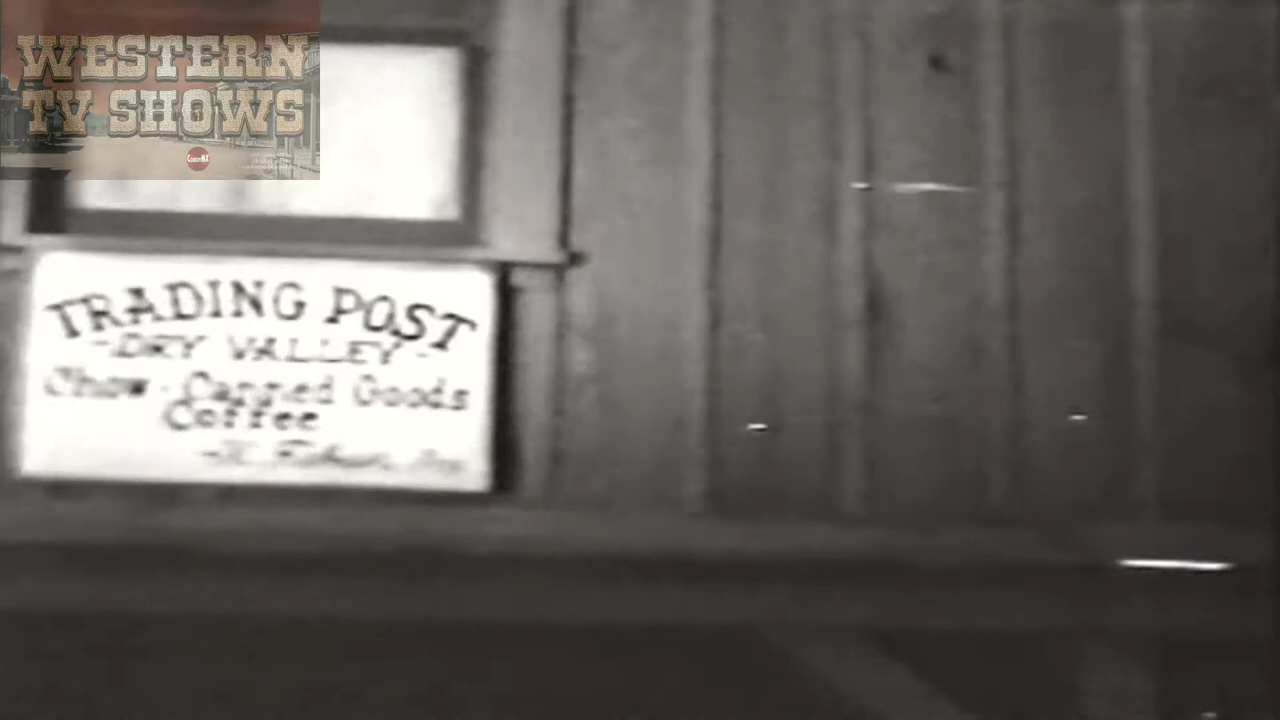 WESTERN
TV SHOWS
TRADING POST
-DRY VALLEY-
Chow - Canned Goods
Coffee